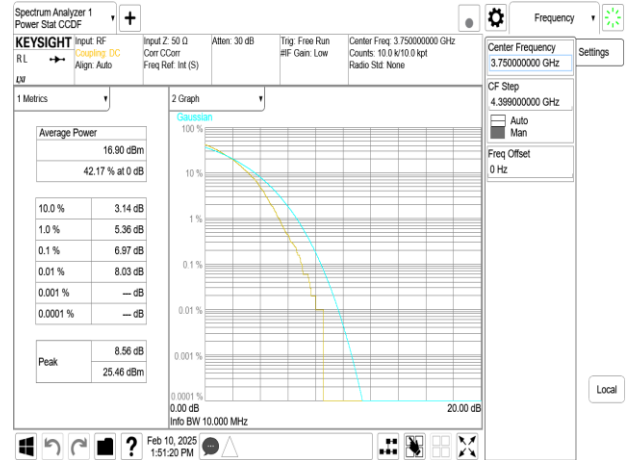 Spectrum Analyzer 1
Power Stat CCDF
Frequency
KEYSIGHT
RL
LXI
Input: RF
Coupling: DC
Align: Auto
Input Z: 50 Ω
Corr CCorr
Freq Ref: Int (S)
Atten: 30 dB
Trig: Free Run
#IF Gain: Low
Center Freq: 3.750000000 GHz
Counts: 10.0 k/10.0 kpt
Radio Std: None
Center Frequency
3.750000000 GHz
Settings
CF Step
4.399000000 GHz
Auto
Man
Freq Offset
0 Hz
Local
1 Metrics
Average Power
16.90 dBm
42.17 % at 0 dB
10.0 % 3.14 dB
1.0 % 5.36 dB
0.1 % 6.97 dB
0.01 % 8.03 dB
0.001 % --- dB
0.0001 % --- dB
Peak
8.56 dB
25.46 dBm
2 Graph
Gaussian
100 %
10 %
1 %
0.1 %
0.01 %
0.001 %
0.0001 %
0.00 dB 20.00 dB
Info BW 10.000 MHz
?
Feb 10, 2025
1:51:20 PM